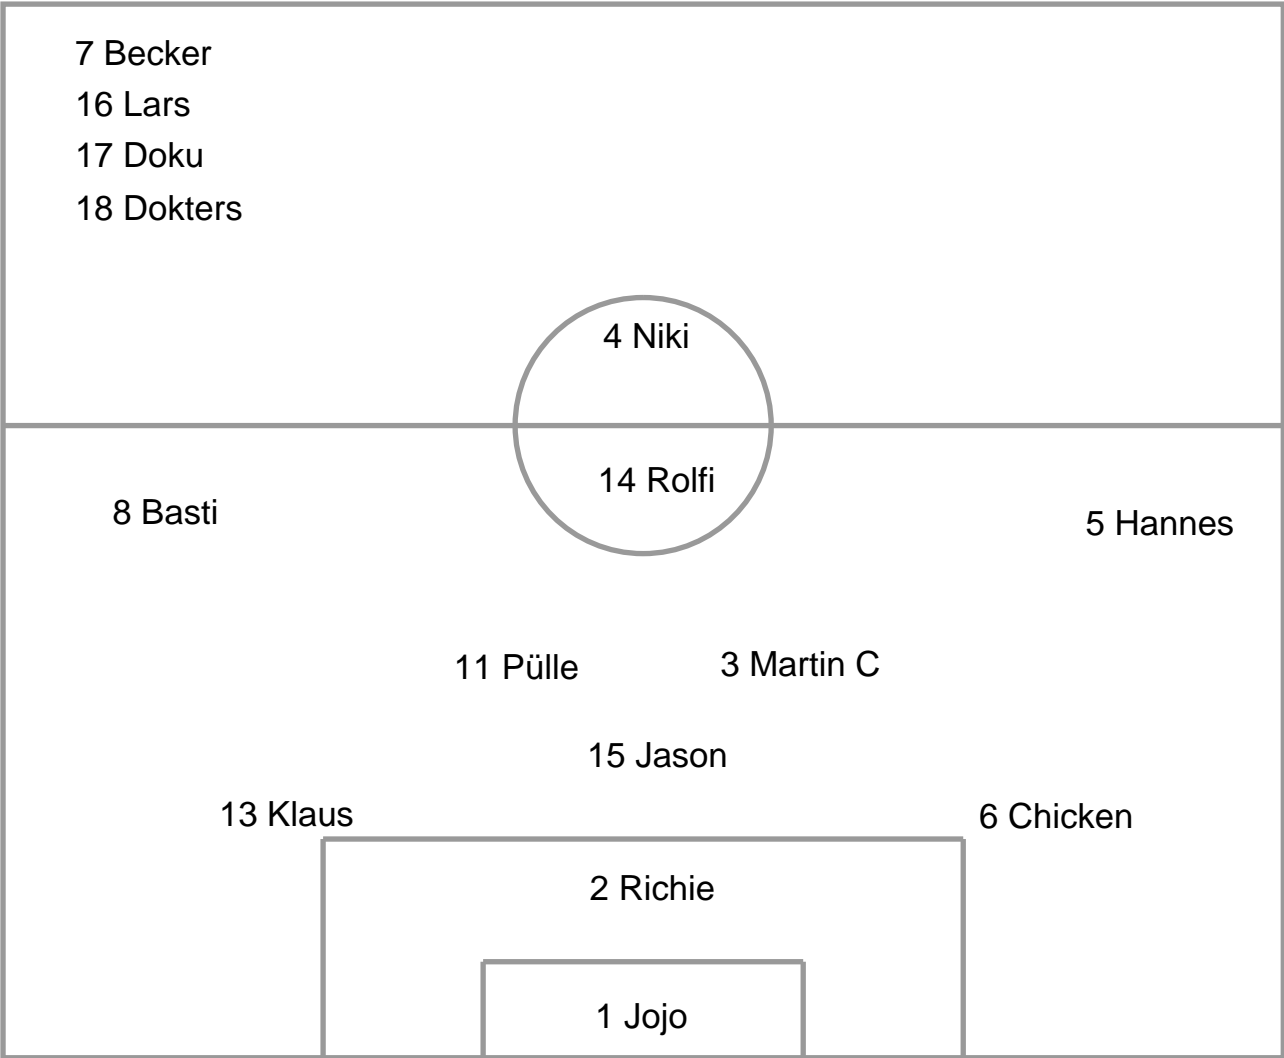 7 Becker
16 Lars
17 Doku
18 Dokters
4 Niki
14 Rolfi
8 Basti
5 Hannes
11 Pülle
3 Martin C
15 Jason
13 Klaus
6 Chicken
2 Richie
1 Jojo